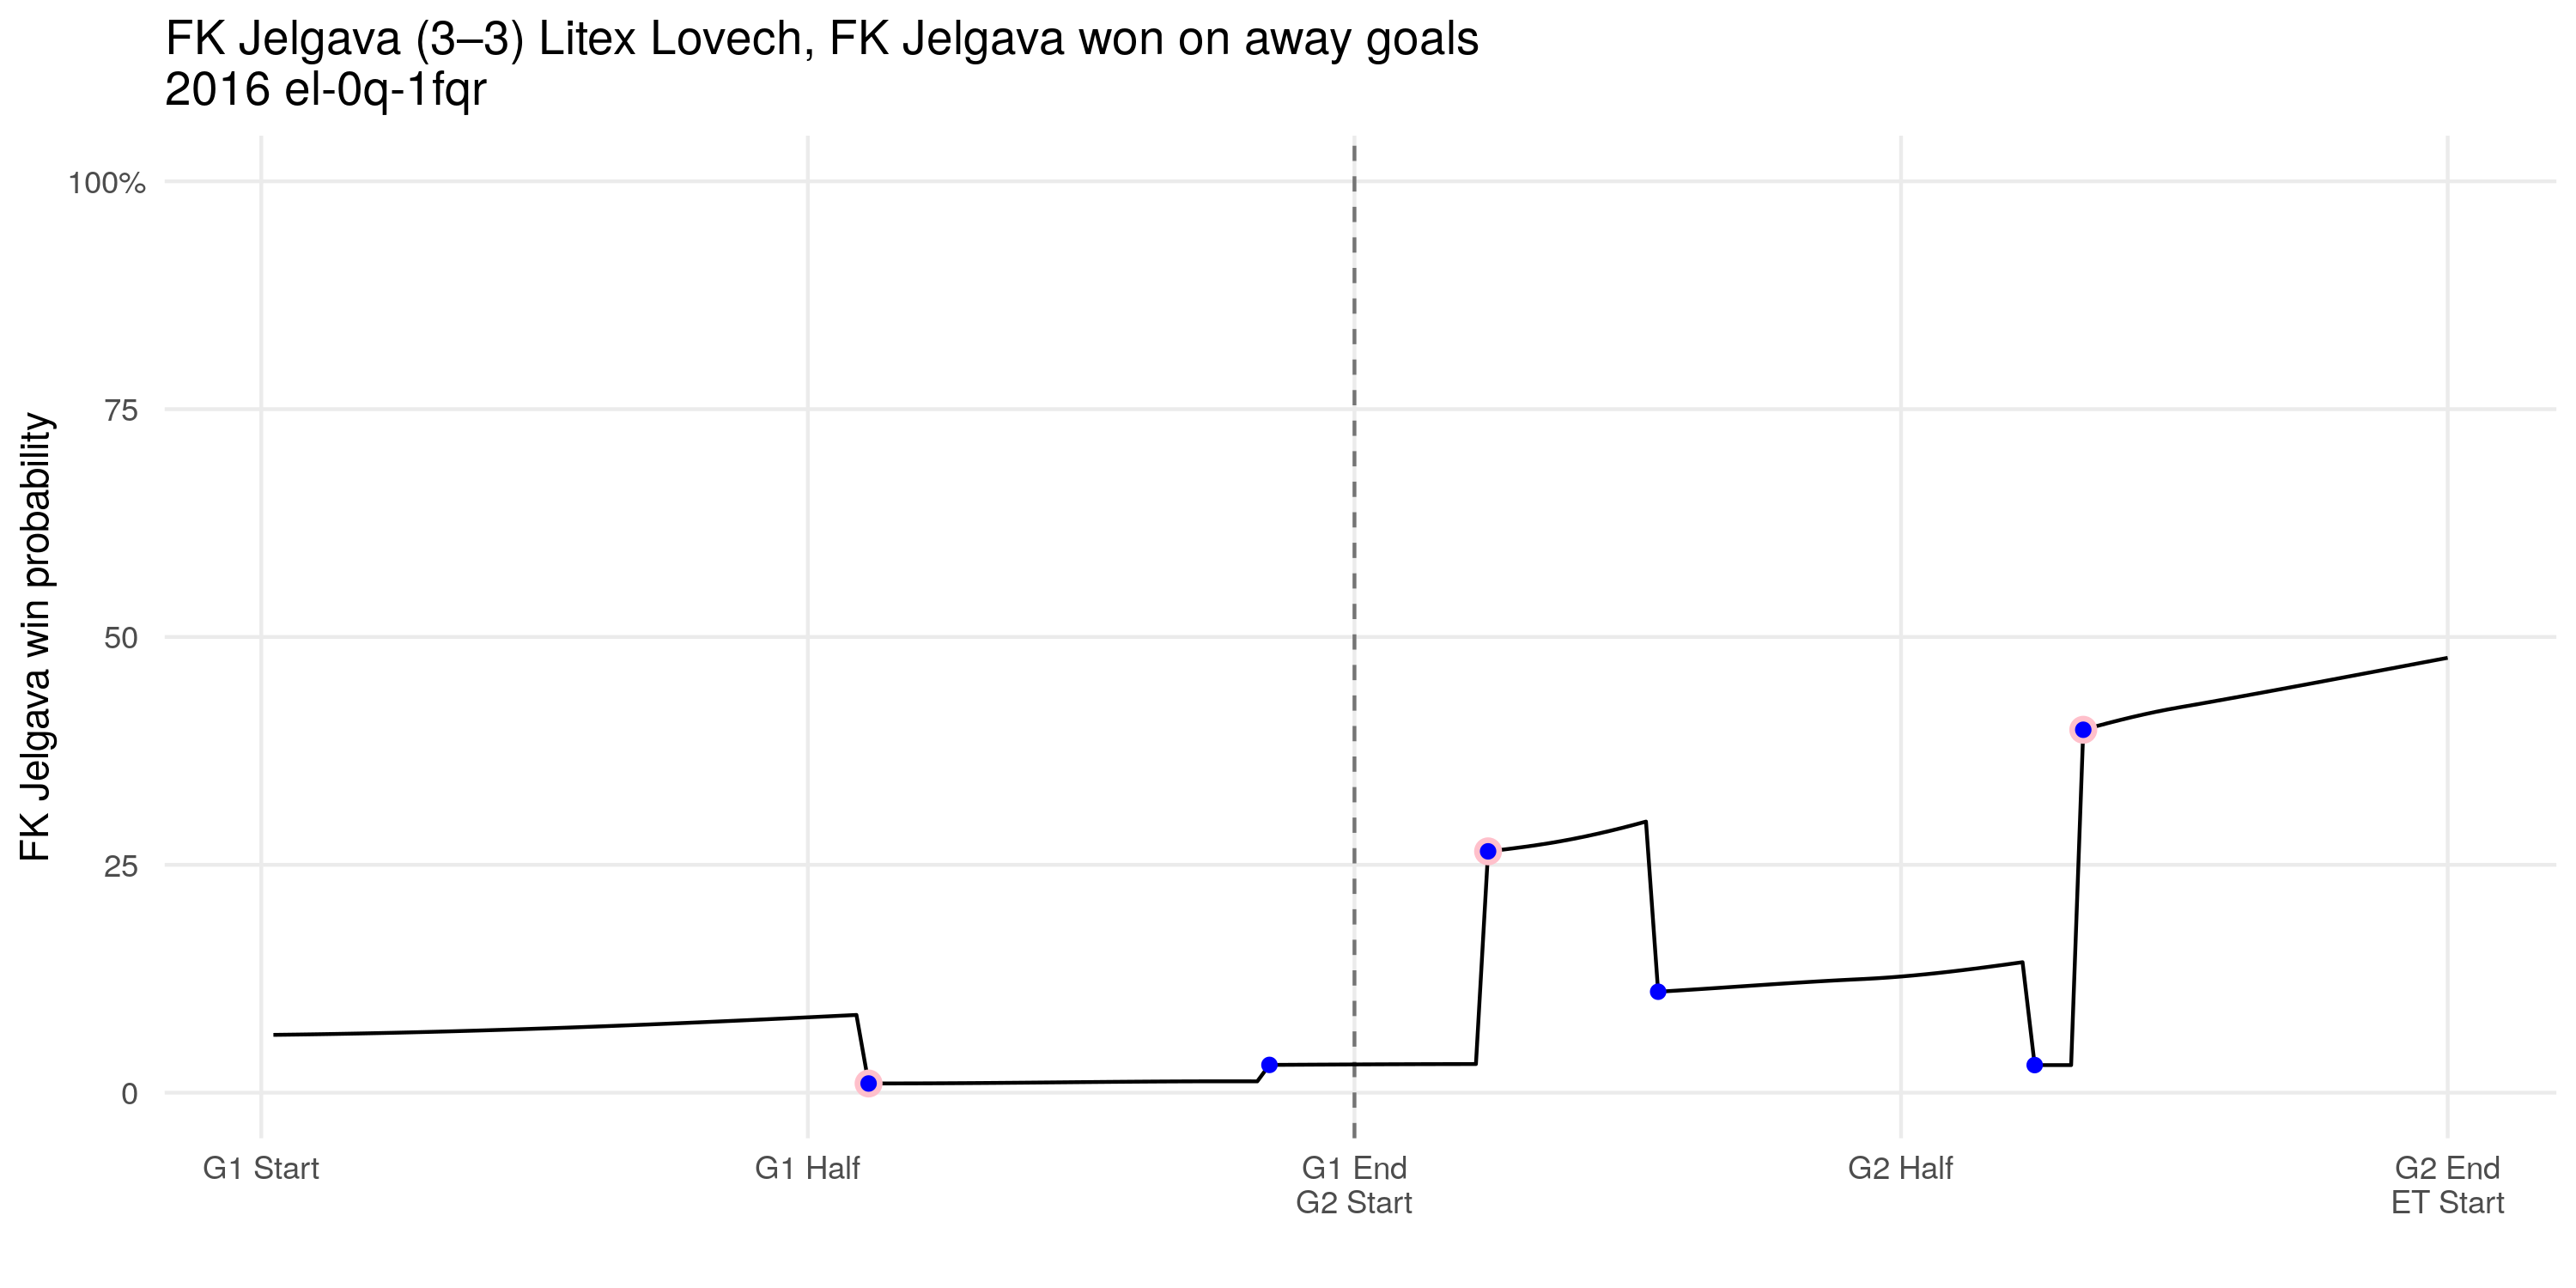 FK Jelgava (3–3) Litex Lovech, FK Jelgava won on away goals
2016 el-0q-1fqr
FK Jelgava win probability
100%
75
50
25
0
G1 Start
G1 Half
G1 End
G2 Start
G2 Half
G2 End
ET Start